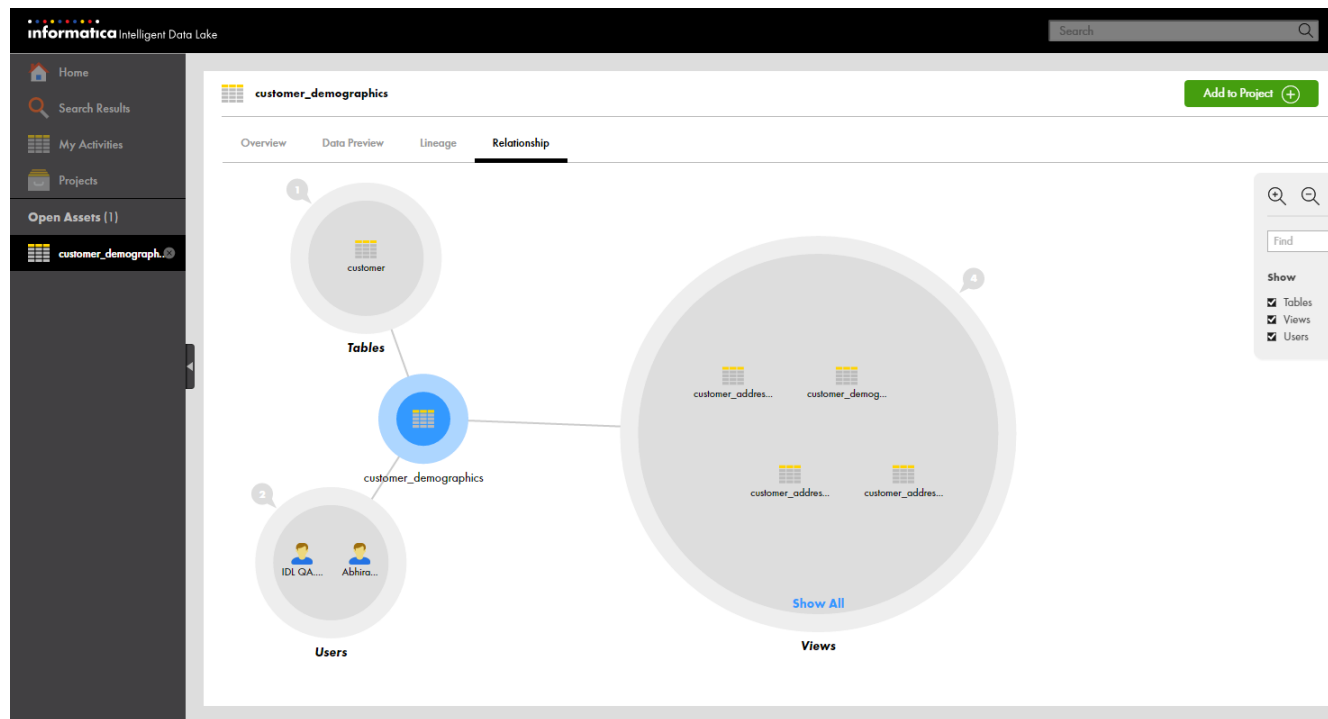 informatica Intelligent Data Lake
Search
Home
Search Results
My Activities
Projects
Open Assets (1)
customer_demograph..
customer_demographics
Add to Project
Overview
Data Preview
Lineage
Relationship
1
customer
Tables
customer_demographics
2
IDL QA....
Abhira...
Users
4
customer_addres...
customer_demog...
customer_addres...
customer_addres...
Show All
Views
Find
Show
Tables
Views
Users